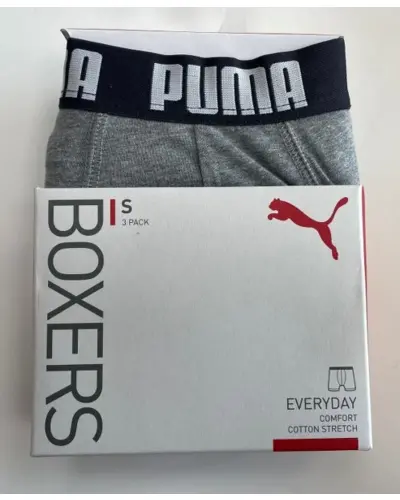 A PUMA
S
3 PACK
BOXERS
EVERYDAY
COMFORT
COTTON STRETCH